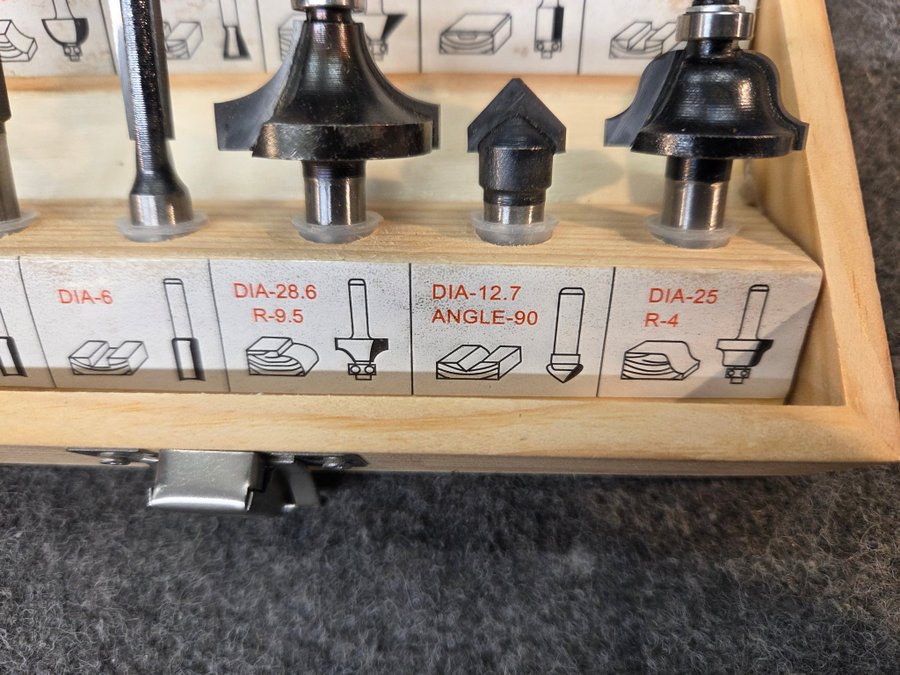 DIA-6
DIA-28.6
R-9.5
DIA-12.7
ANGLE-90
DIA-25
R-4